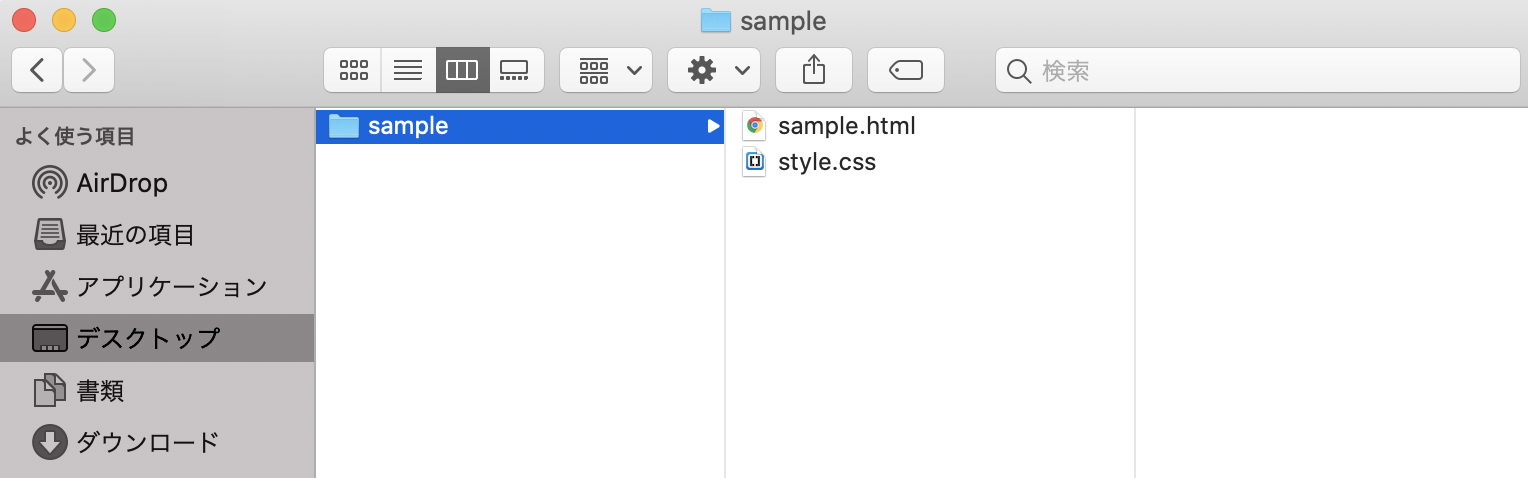 sample
検索
よく使う項目
AirDrop
最近の項目
アプリケーション
デスクトップ
書類
ダウンロード
sample
sample.html
style.css